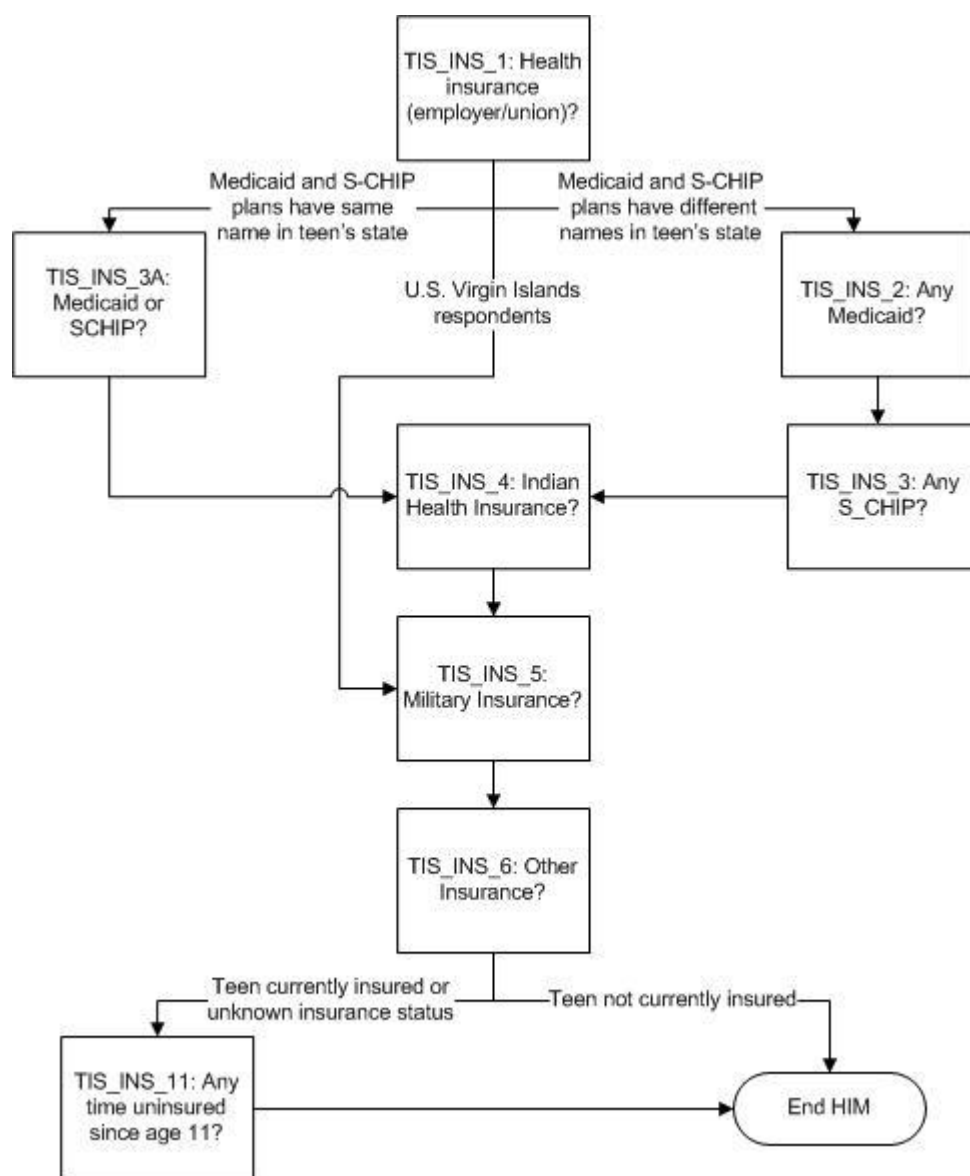 TIS_INS_1: Health
insurance
(employer/union)?
Medicaid and S-CHIP
plans have same
name in teen's state
Medicaid and S-CHIP
plans have different
names in teen's state
TIS_INS_3A:
Medicaid or
SCHIP?
U.S. Virgin Islands
respondents
TIS_INS_2: Any
Medicaid?
TIS_INS_4: Indian
Health Insurance?
TIS_INS_3: Any
S_CHIP?
TIS_INS_5:
Military Insurance?
TIS_INS_6: Other
Insurance?
Teen currently insured or
unknown insurance status
Teen not currently insured
TIS_INS_11: Any
time uninsured
since age 11?
End HIM